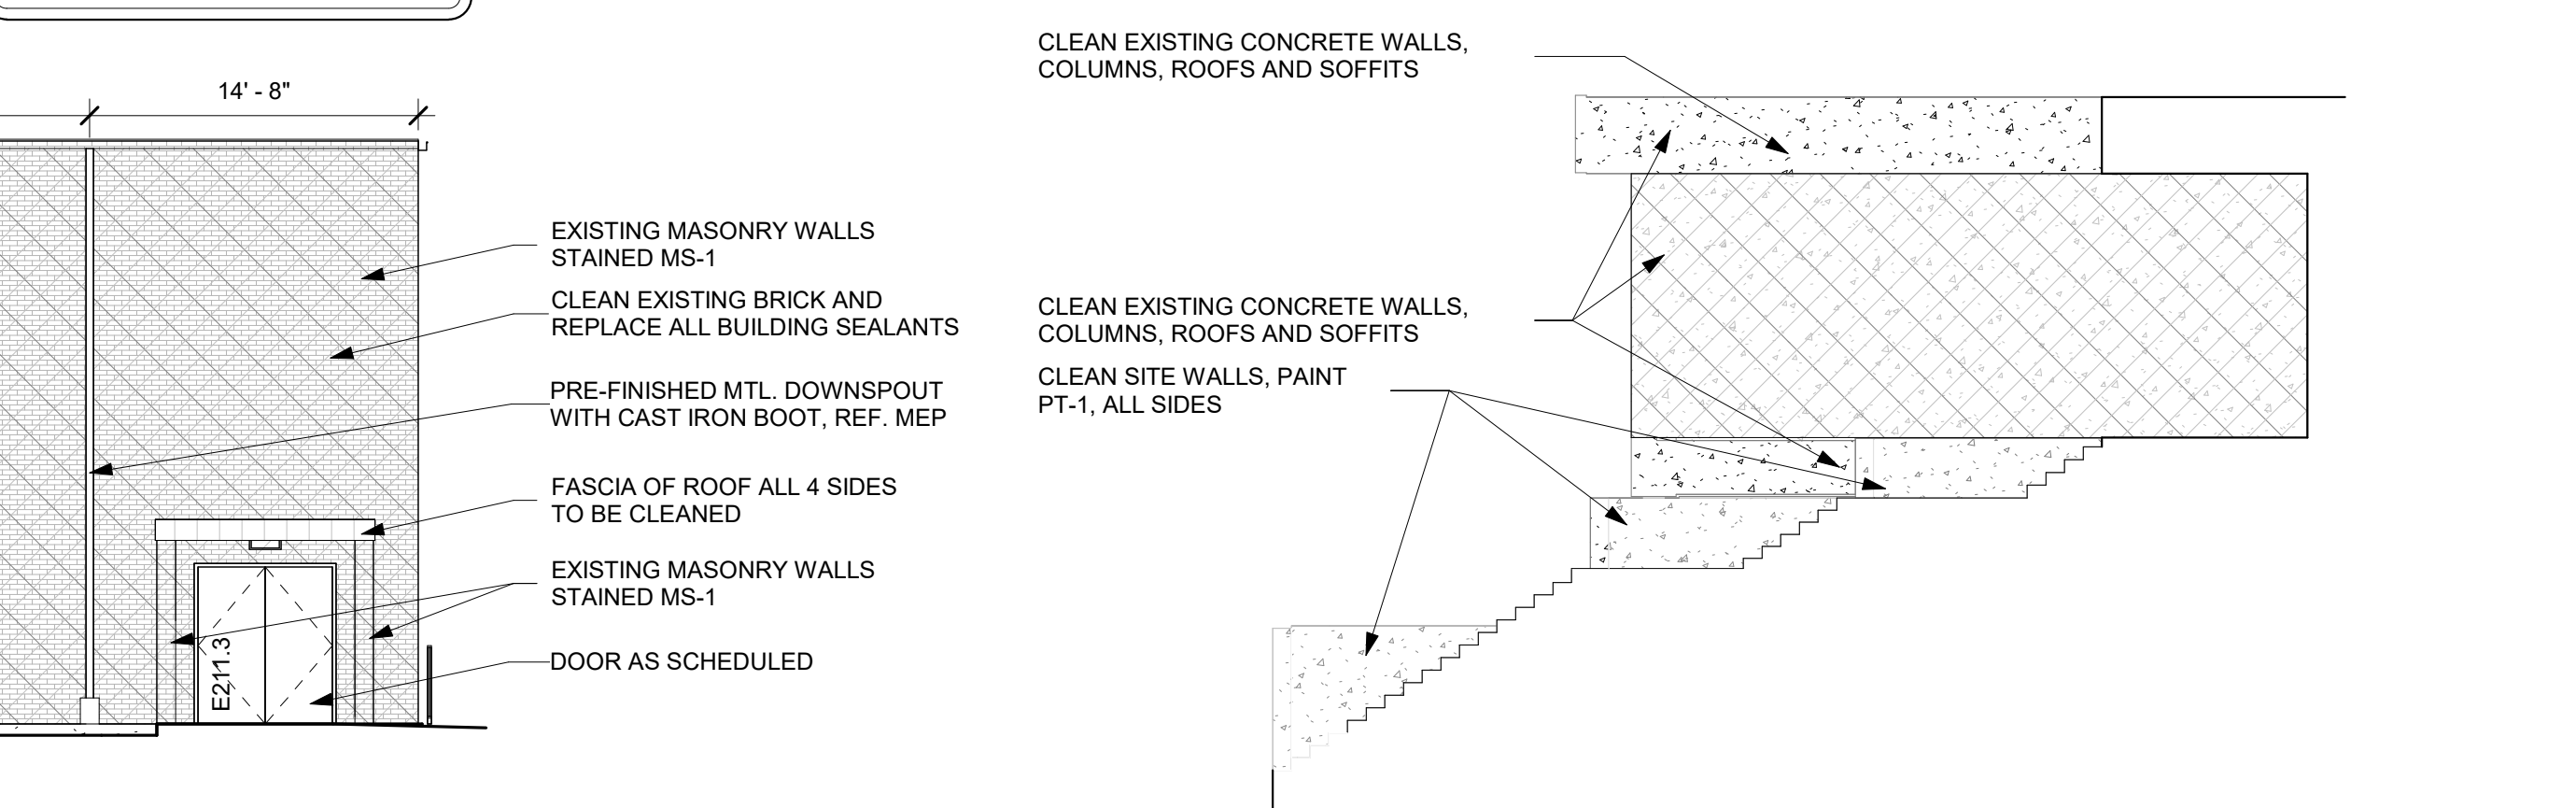 14' - 8"
EXISTING MASONRY WALLS
STAINED MS-1
CLEAN EXISTING BRICK AND
REPLACE ALL BUILDING SEALANTS
PRE-FINISHED MTL. DOWNSPOUT
WITH CAST IRON BOOT, REF. MEP
FASCIA OF ROOF ALL 4 SIDES
TO BE CLEANED
EXISTING MASONRY WALLS
STAINED MS-1
DOOR AS SCHEDULED
E211.3
CLEAN EXISTING CONCRETE WALLS,
COLUMNS, ROOFS AND SOFFITS
CLEAN EXISTING CONCRETE WALLS,
COLUMNS, ROOFS AND SOFFITS
CLEAN SITE WALLS, PAINT
PT-1, ALL SIDES